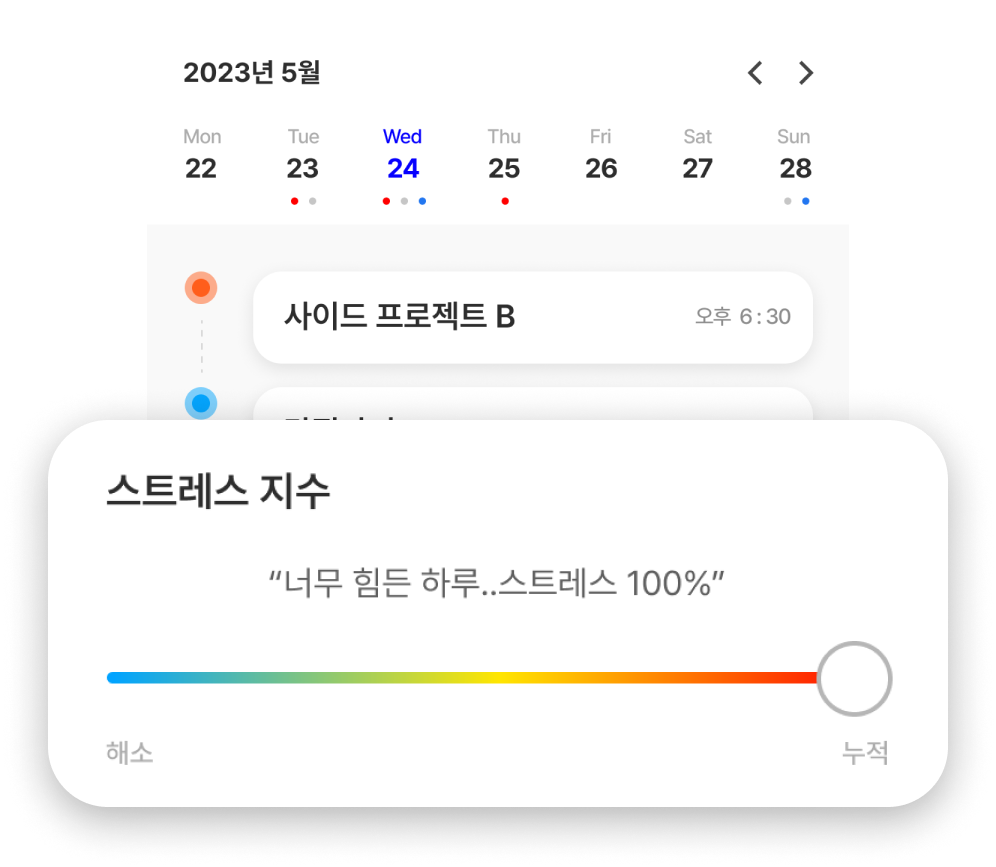 2023년 5월
Mon Tue Wed Thu Fri Sat Sun
22 23 24 25 26 27 28
사이드 프로젝트 B 오후 6:30
스트레스 지수
“너무 힘든 하루..스트레스 100%”
해소 누적